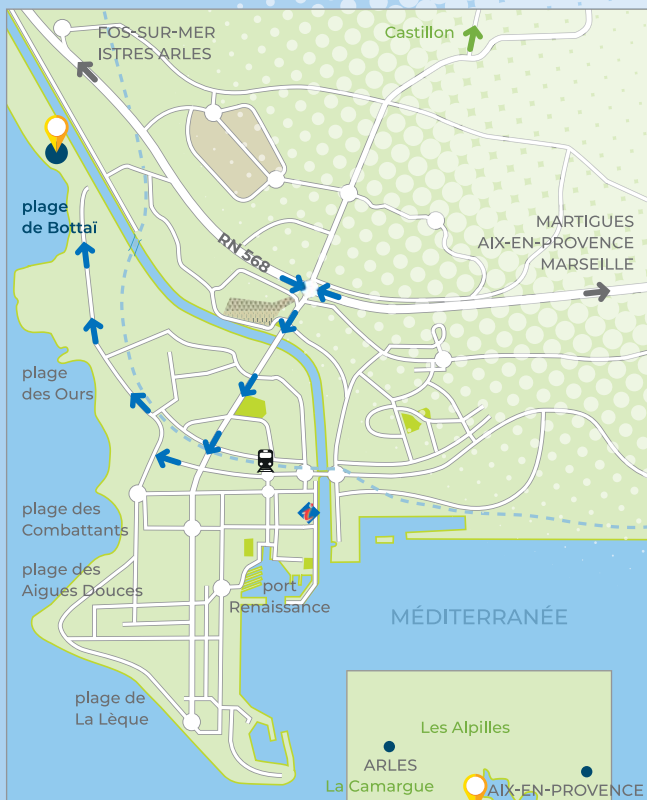 FOS-SUR-MER
ISTRES ARLES
Castillon
plage
de Bottaï
MARTIGUES
AIX-EN-PROVENCE
MARSEILLE
RN 568
plage
des Ours
plage des
Combattants
plage des
Aigues Douces
port
Renaissance
MÉDITERRANÉE
plage de
La Lèque
Les Alpilles
ARLES
La Camargue
AIX-EN-PROVENCE